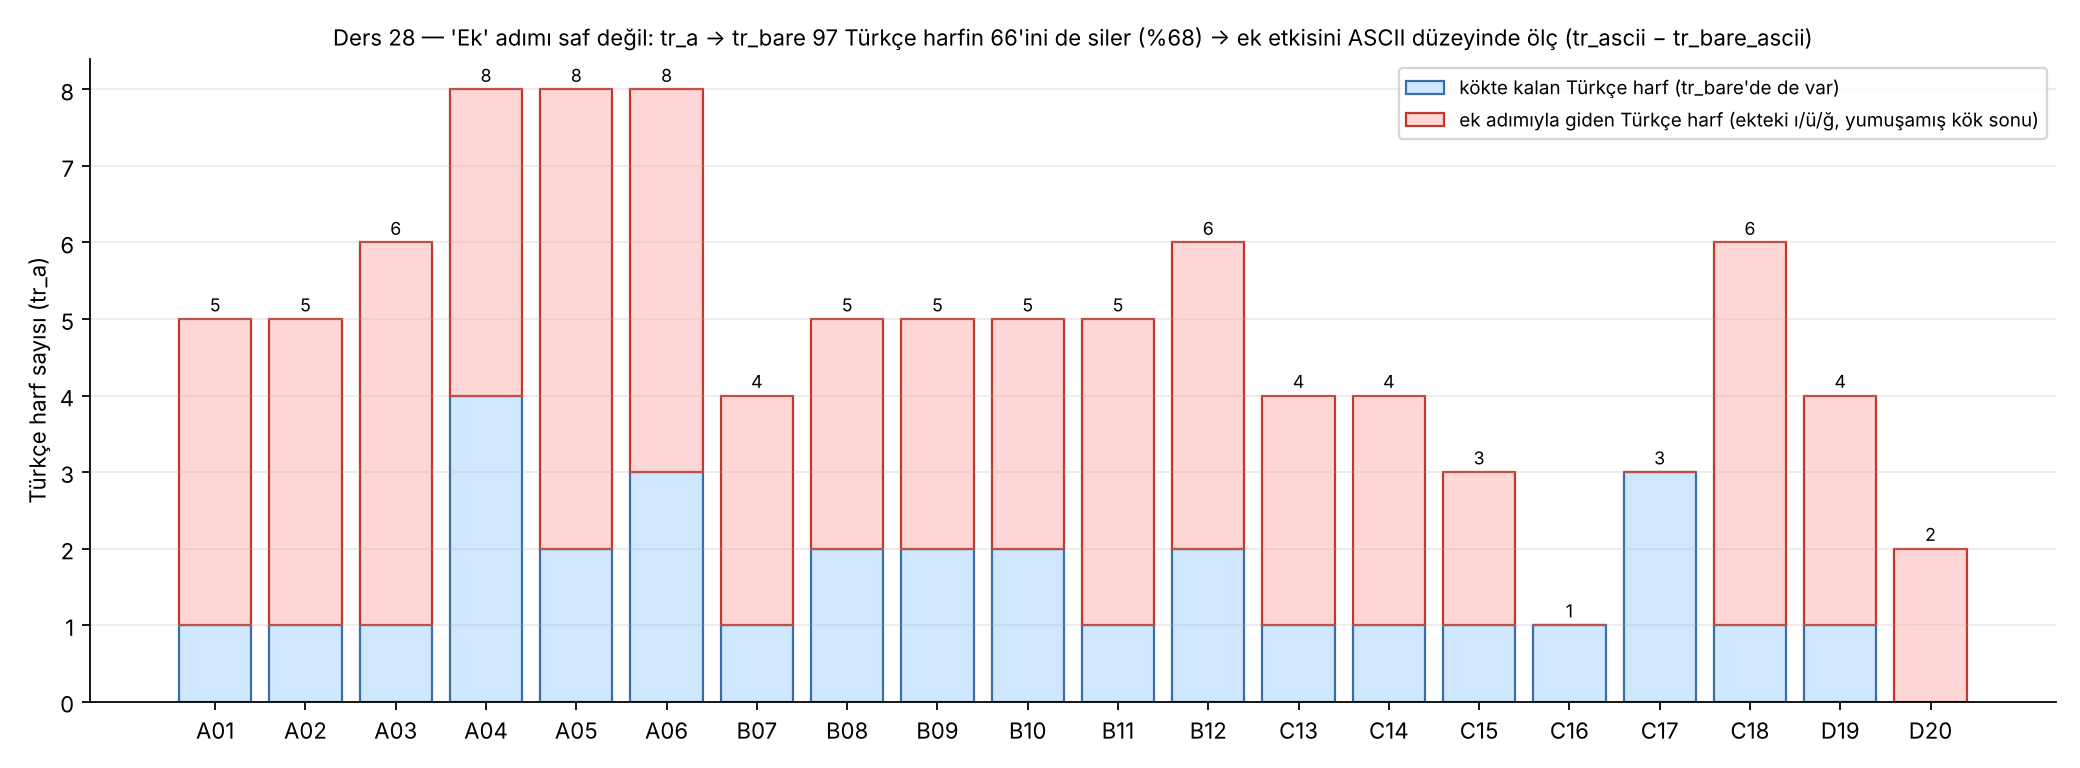 Ders 28 — 'Ek' adımı saf değil: tr_a → tr_bare 97 Türkçe harfin 66'ini de siler (%68) → ek etkisini ASCII düzeyinde ölç (tr_ascii − tr_bare_ascii)
kökte kalan Türkçe harf (tr_bare'de de var)
ek adımıyla giden Türkçe harf (ekteki ı/ü/ğ, yumuşamış kök sonu)
Türkçe harf sayısı (tr_a)
8
7
6
5
4
3
2
1
0
5 5 6 8 8 8 4 5 5 5 5 6 4 4 3 1 3 6 4 2
A01 A02 A03 A04 A05 A06 B07 B08 B09 B10 B11 B12 C13 C14 C15 C16 C17 C18 D19 D20